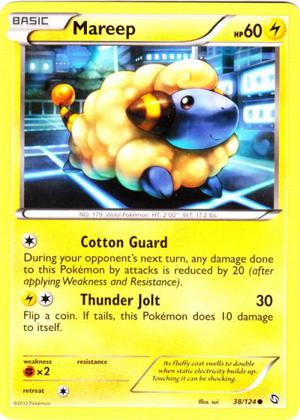 BASIC
Mareep
HP60
NO. 179 Wool Pokémon HT: 2'00" WT: 17.2 lbs.
Cotton Guard
During your opponent's next turn, any damage done
to this Pokémon by attacks is reduced by 20 (after
applying Weakness and Resistance).
Thunder Jolt 30
Flip a coin. If tails, this Pokémon does 10 damage
to itself.
weakness resistance
×2
Its fluffy coat swells to double
when static electricity builds up.
Touching it can be shocking.
retreat
©2012 Pokémon
Illus. sui
38/124